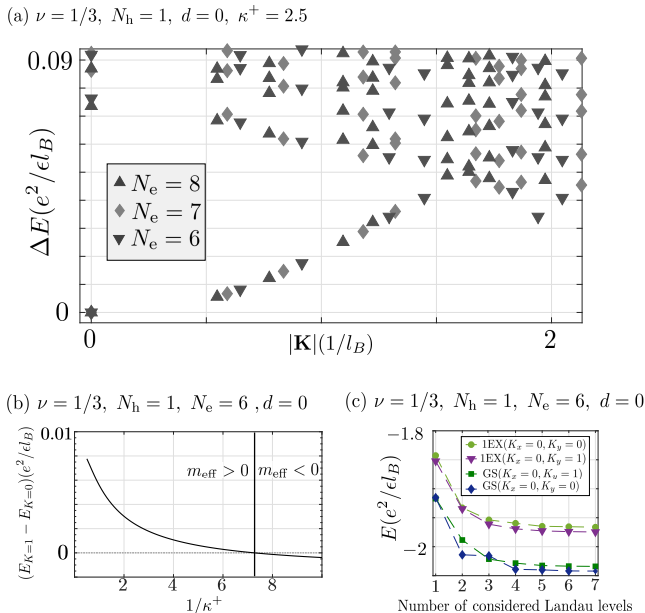 (a) ν = 1/3, N_h = 1, d = 0, κ⁺ = 2.5
0.09
ΔE(e²/ϵl_B)
N_e = 8
N_e = 7
N_e = 6
0
0
|K|(1/l_B)
2
(b) ν = 1/3, N_h = 1, N_e = 6 ,d = 0
0.01
(E_{K=1} − E_{K=0})(e²/ϵl_B)
m_eff > 0
m_eff < 0
0
2
4
6
8
1/κ⁺
(c) ν = 1/3, N_h = 1, N_e = 6, d = 0
−1.8
E(e²/ϵl_B)
1EX(K_x = 0, K_y = 0)
1EX(K_x = 0, K_y = 1)
GS(K_x = 0, K_y = 1)
GS(K_x = 0, K_y = 0)
−2
1
2
3
4
5
6
7
Number of considered Landau levels